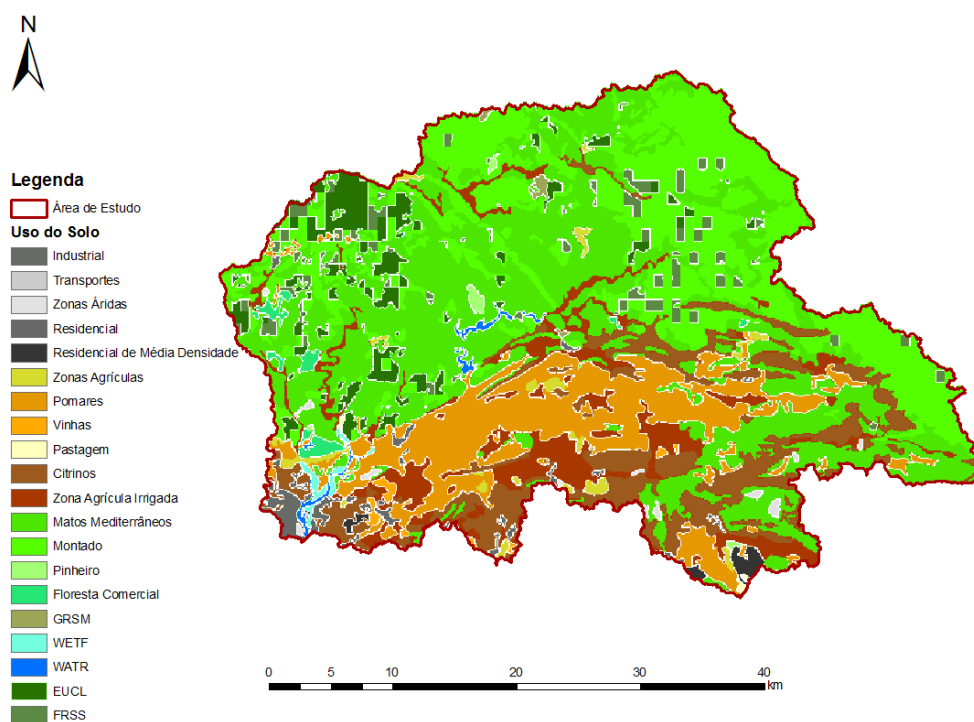 N
Legenda
Área de Estudo
Uso do Solo
Industrial
Transportes
Zonas Áridas
Residencial
Residencial de Média Densidade
Zonas Agrículas
Pomares
Vinhas
Pastagem
Citrinos
Zona Agrícula Irrigada
Matos Mediterrâneos
Montado
Pinheiro
Floresta Comercial
GRSM
WETF
WATR
EUCL
FRSS
0 5 10 20 30 40
km